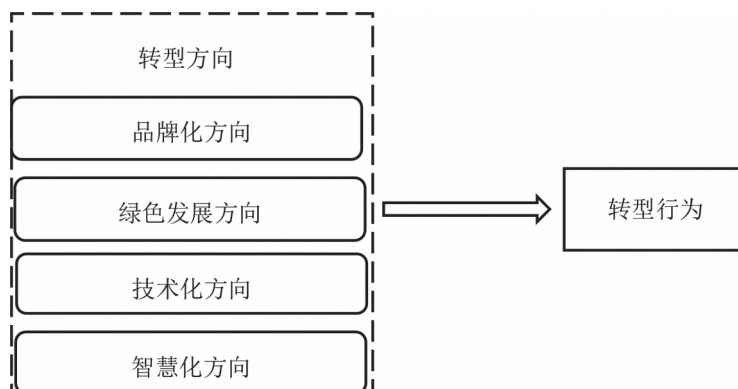 转型方向
品牌化方向
绿色发展方向
转型行为
技术化方向
智慧化方向